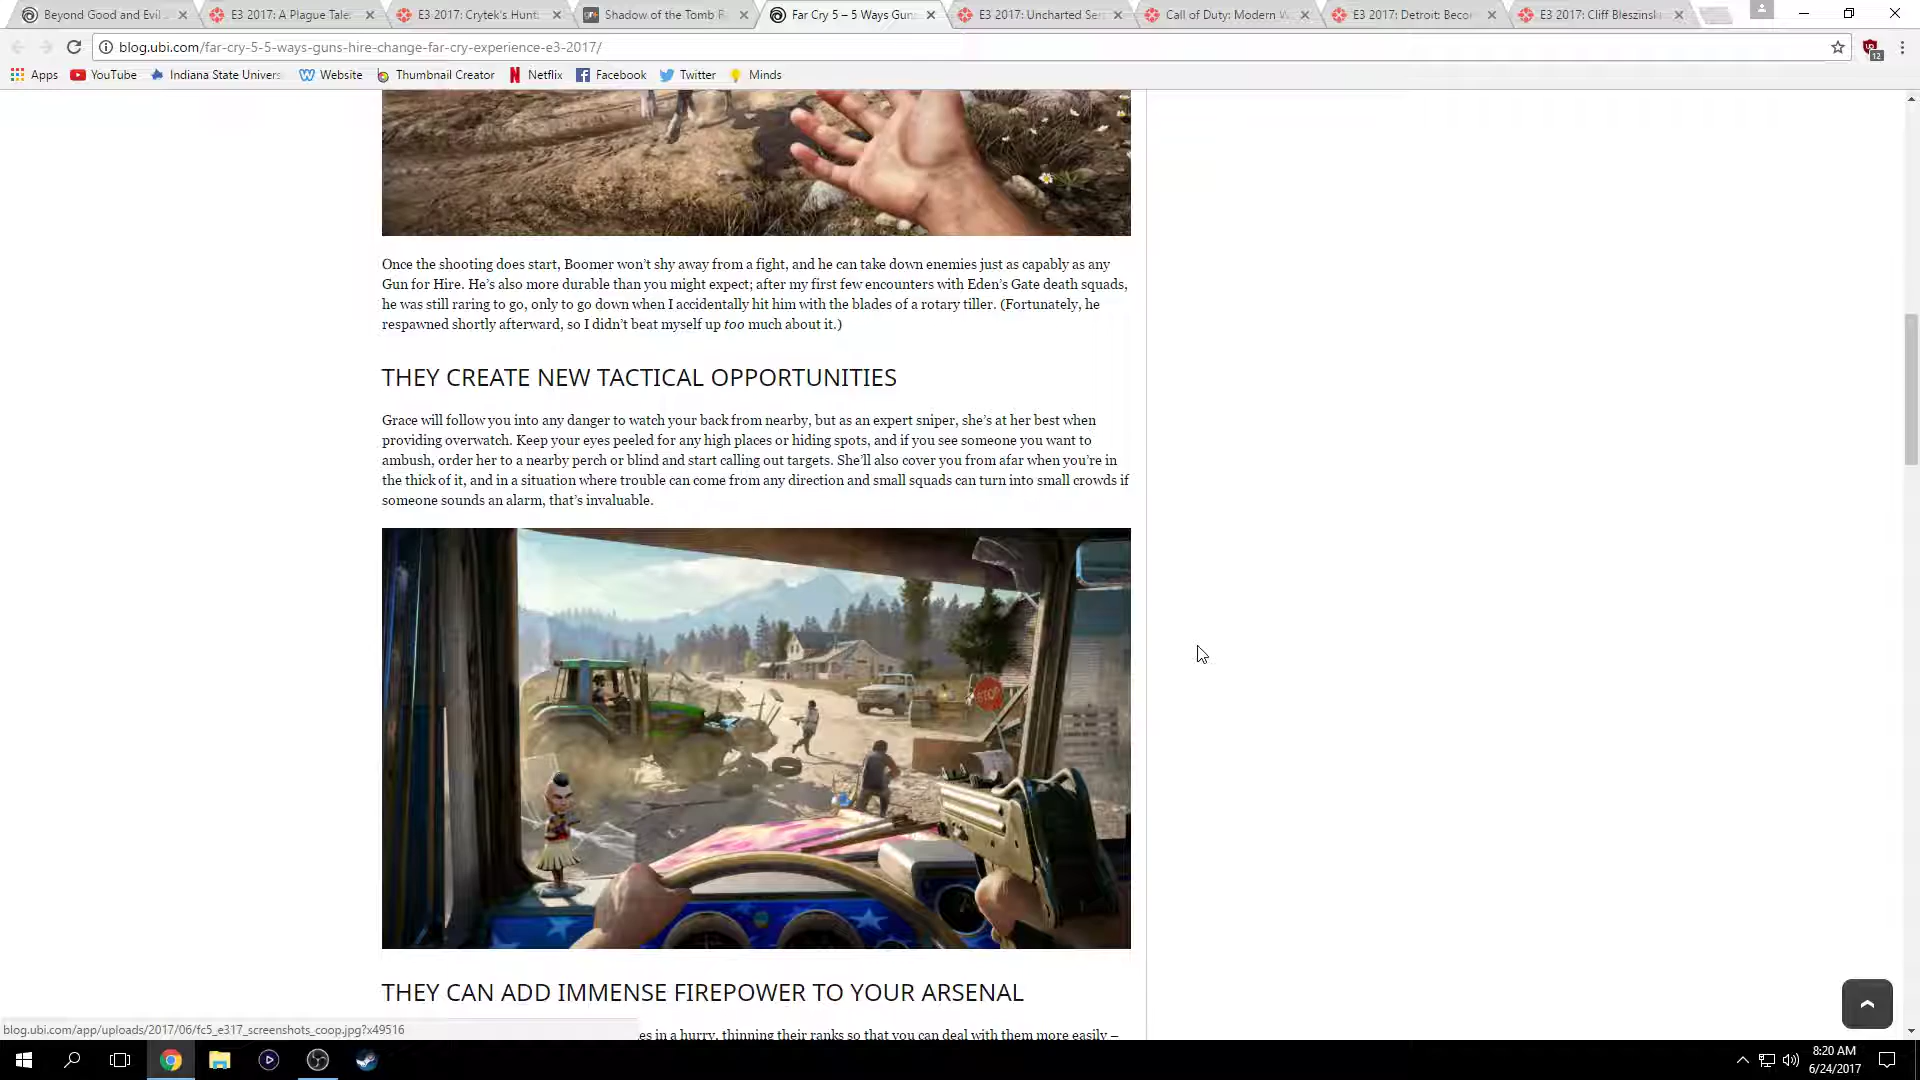 Beyond Good and Evil
E3 2017: A Plague Tale:
E3 2017: Crytek's Hunt:
Shadow of the Tomb R
Far Cry 5 – 5 Ways Gun
E3 2017: Uncharted Ser
Call of Duty: Modern W
E3 2017: Detroit: Beco
E3 2017: Cliff Bleszinsk
blog.ubi.com/far-cry-5-5-ways-guns-hire-change-far-cry-experience-e3-2017/
12
Apps YouTube Indiana State Univers Website Thumbnail Creator Netflix Facebook Twitter Minds
Once the shooting does start, Boomer won’t shy away from a fight, and he can take down enemies just as capably as any
Gun for Hire. He’s also more durable than you might expect; after my first few encounters with Eden’s Gate death squads,
he was still raring to go, only to go down when I accidentally hit him with the blades of a rotary tiller. (Fortunately, he
respawned shortly afterward, so I didn’t beat myself up too much about it.)
THEY CREATE NEW TACTICAL OPPORTUNITIES
Grace will follow you into any danger to watch your back from nearby, but as an expert sniper, she’s at her best when
providing overwatch. Keep your eyes peeled for any high places or hiding spots, and if you see someone you want to
ambush, order her to a nearby perch or blind and start calling out targets. She’ll also cover you from afar when you’re in
the thick of it, and in a situation where trouble can come from any direction and small squads can turn into small crowds if
someone sounds an alarm, that’s invaluable.
STOP
THEY CAN ADD IMMENSE FIREPOWER TO YOUR ARSENAL
blog.ubi.com/app/uploads/2017/06/fc5_e317_screenshots_coop.jpg?x49516
es in a hurry, thinning their ranks so that you can deal with them more easily –
8:20 AM
6/24/2017